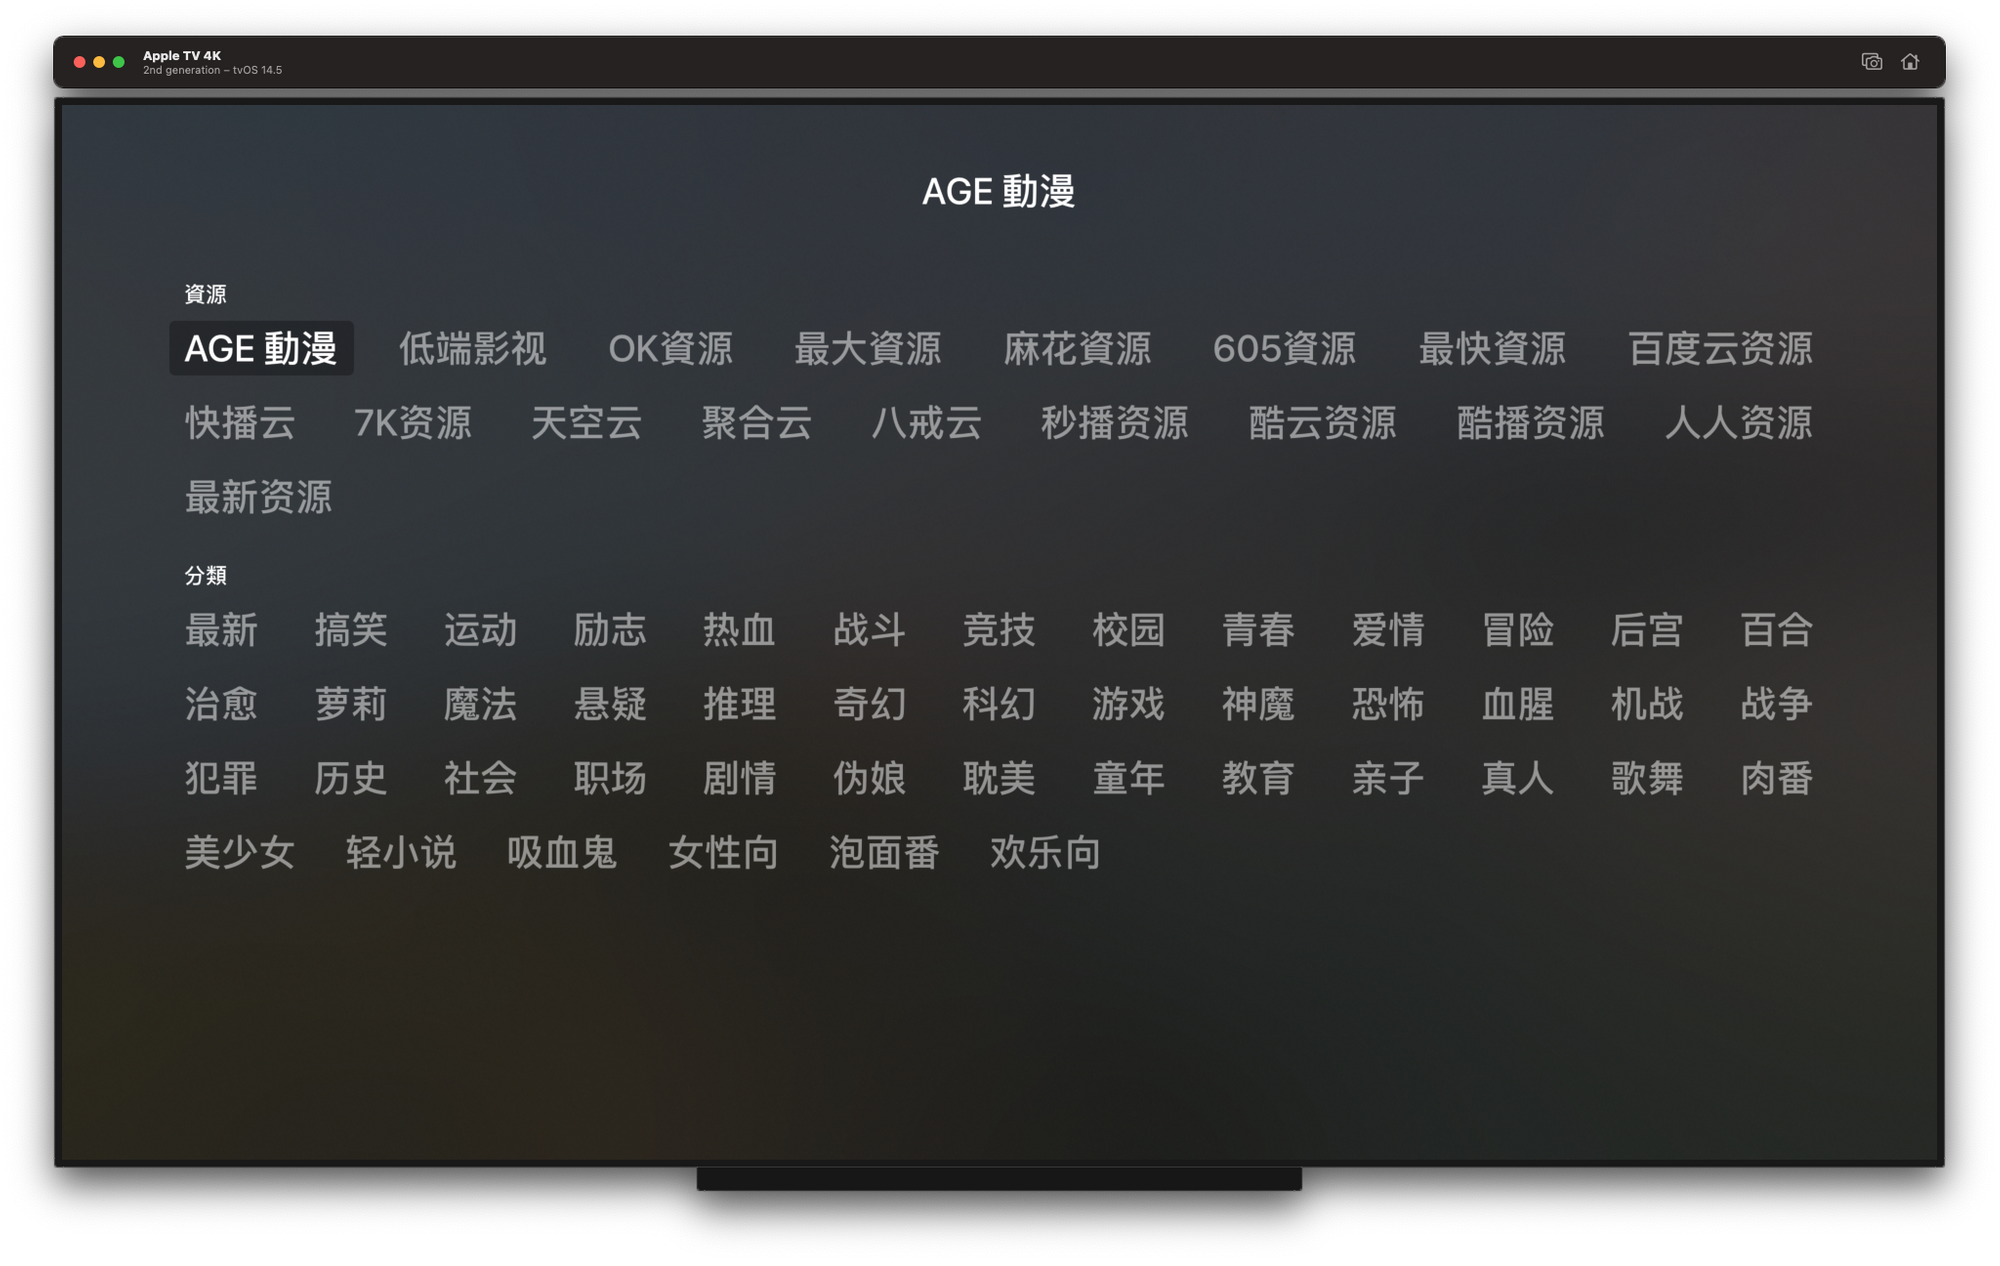 Apple TV 4K
2nd generation – tvOS 14.5
AGE 動漫
資源
AGE 動漫 低端影视 OK資源 最大資源 麻花資源 605資源 最快資源 百度云资源
快播云 7K资源 天空云 聚合云 八戒云 秒播资源 酷云资源 酷播资源 人人资源
最新资源
分類
最新 搞笑 运动 励志 热血 战斗 竞技 校园 青春 爱情 冒险 后宫 百合
治愈 萝莉 魔法 悬疑 推理 奇幻 科幻 游戏 神魔 恐怖 血腥 机战 战争
犯罪 历史 社会 职场 剧情 伪娘 耽美 童年 教育 亲子 真人 歌舞 肉番
美少女 轻小说 吸血鬼 女性向 泡面番 欢乐向